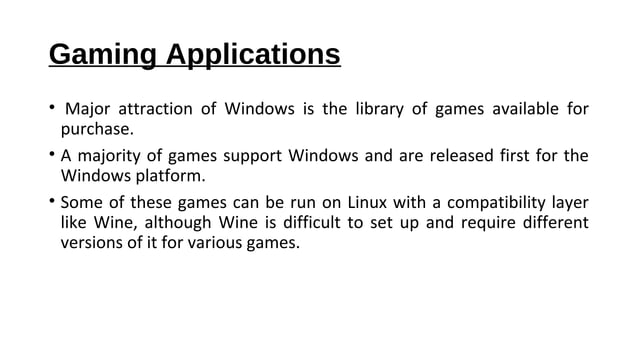 Gaming Applications
• Major attraction of Windows is the library of games available for
purchase.
• A majority of games support Windows and are released first for the
Windows platform.
• Some of these games can be run on Linux with a compatibility layer
like Wine, although Wine is difficult to set up and require different
versions of it for various games.